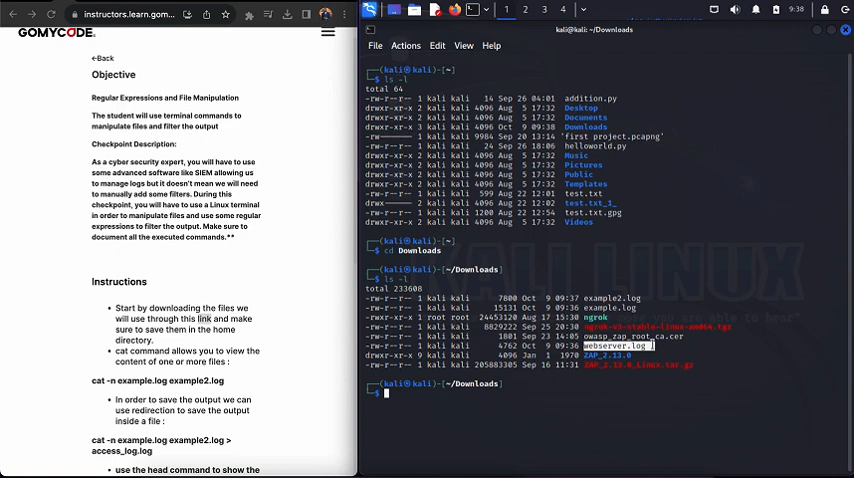 instructors.learn.gom...
GOMYCODE.
←Back
Objective
Regular Expressions and File Manipulation
The student will use terminal commands to
manipulate files and filter the output
Checkpoint Description:
As a cyber security expert, you will have to use
some advanced software like SIEM allowing us
to manage logs but it doesn't mean we will need
to manually add some filters. During this
checkpoint, you will have to use a Linux terminal
in order to manipulate files and use some regular
expressions to filter the output. Make sure to
document all the executed commands.**
Instructions
• Start by downloading the files we
will use through this link and make
sure to save them in the home
directory.
• cat command allows you to view the
content of one or more files :
cat -n example.log example2.log
• In order to save the output we can
use redirection to save the output
inside a file :
cat -n example.log example2.log >
access_log.log
• use the head command to show the
1 2 3 4
9:38
kali@kali: ~/Downloads
File Actions Edit View Help
(kali㉿kali)-[~]
$ ls -l
total 64
-rw-r--r-- 1 kali kali 14 Sep 26 04:01 addition.py
drwxr-xr-x 2 kali kali 4096 Aug 5 17:32 Desktop
drwxr-xr-x 2 kali kali 4096 Aug 5 17:32 Documents
drwxr-xr-x 3 kali kali 4096 Oct 9 09:38 Downloads
-rw------- 1 kali kali 9984 Sep 20 13:14 'first project.pcapng'
-rw-r--r-- 1 kali kali 24 Sep 26 18:06 helloworld.py
drwxr-xr-x 2 kali kali 4096 Aug 5 17:32 Music
drwxr-xr-x 2 kali kali 4096 Aug 5 17:32 Pictures
drwxr-xr-x 2 kali kali 4096 Aug 5 17:32 Public
drwxr-xr-x 2 kali kali 4096 Aug 5 17:32 Templates
-rw-r--r-- 1 kali kali 599 Aug 22 12:01 test.txt
drwx------ 2 kali kali 4096 Aug 22 12:51 test.txt_1_
-rw-r--r-- 1 kali kali 1200 Aug 22 12:54 test.txt.gpg
drwxr-xr-x 2 kali kali 4096 Aug 5 17:32 Videos
(kali㉿kali)-[~]
$ cd Downloads
(kali㉿kali)-[~/Downloads]
$ ls -l
total 233608
-rw-r--r-- 1 kali kali 7800 Oct 9 09:37 example2.log
-rw-r--r-- 1 kali kali 15131 Oct 9 09:36 example.log
-rwxr-xr-x 1 root root 24453120 Aug 17 15:30 ngrok
-rw-r--r-- 1 kali kali 8829222 Sep 25 20:30 ngrok-v3-stable-linux-amd64.tgz
-rw-r--r-- 1 kali kali 1801 Sep 23 14:05 owasp_zap_root_ca.cer
-rw-r--r-- 1 kali kali 4762 Oct 9 09:36 webserver.log
drwxr-xr-x 9 kali kali 4096 Jan 1 1970 ZAP_2.13.0
-rw-r--r-- 1 kali kali 205883305 Sep 16 11:31 ZAP_2.13.0_Linux.tar.gz
(kali㉿kali)-[~/Downloads]
$
KALI LINUX
able to hear"